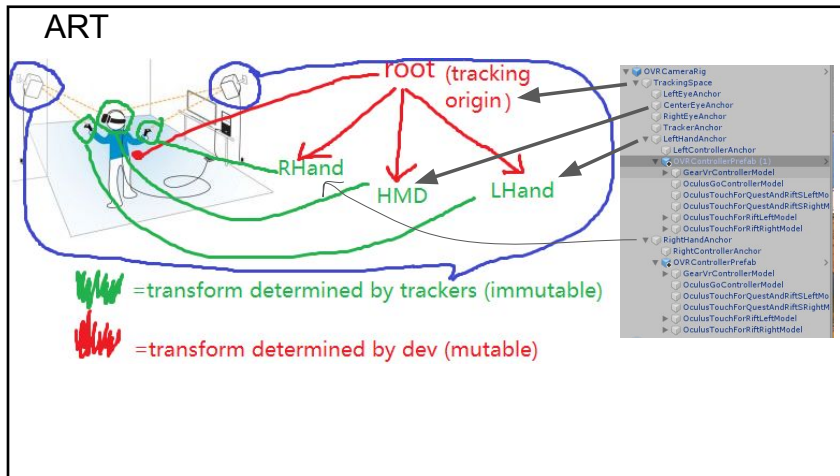 ART
root (tracking
origin)
RHand
HMD
LHand
=transform determined by trackers (immutable)
=transform determined by dev (mutable)
OVRCameraRig
TrackingSpace
LeftEyeAnchor
CenterEyeAnchor
RightEyeAnchor
TrackerAnchor
LeftHandAnchor
LeftControllerAnchor
OVRControllerPrefab (1)
GearVrControllerModel
OculusGoControllerModel
OculusTouchForQuestAndRiftSLeftMo
OculusTouchForQuestAndRiftSRightM
OculusTouchForRiftLeftModel
OculusTouchForRiftRightModel
RightHandAnchor
RightControllerAnchor
OVRControllerPrefab
GearVrControllerModel
OculusGoControllerModel
OculusTouchForQuestAndRiftSLeftMo
OculusTouchForQuestAndRiftSRightM
OculusTouchForRiftLeftModel
OculusTouchForRiftRightModel